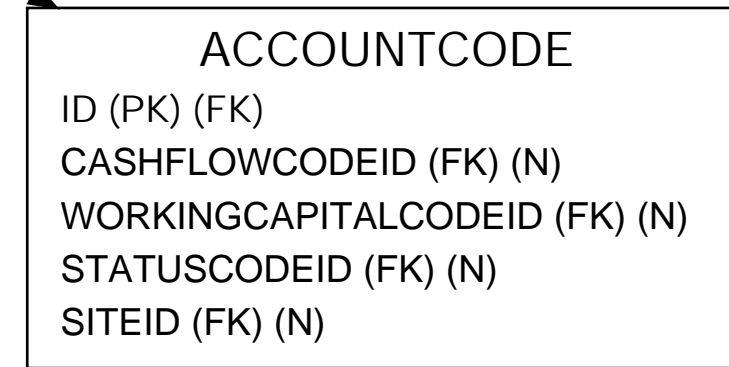 ACCOUNTCODE
ID (PK) (FK)
CASHFLOWCODEID (FK) (N)
WORKINGCAPITALCODEID (FK) (N)
STATUSCODEID (FK) (N)
SITEID (FK) (N)